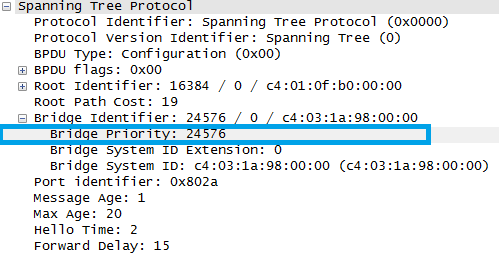 Spanning Tree Protocol
Protocol Identifier: Spanning Tree Protocol (0x0000)
Protocol Version Identifier: Spanning Tree (0)
BPDU Type: Configuration (0x00)
BPDU flags: 0x00
Root Identifier: 16384 / 0 / c4:01:0f:b0:00:00
Root Path Cost: 19
Bridge Identifier: 24576 / 0 / c4:03:1a:98:00:00
Bridge Priority: 24576
Bridge System ID Extension: 0
Bridge System ID: c4:03:1a:98:00:00 (c4:03:1a:98:00:00)
Port identifier: 0x802a
Message Age: 1
Max Age: 20
Hello Time: 2
Forward Delay: 15